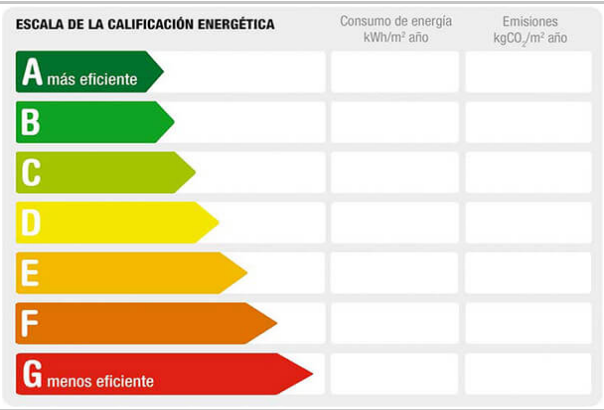 ESCALA DE LA CALIFICACIÓN ENERGÉTICA
Consumo de energía
kWh/m² año
Emisiones
kgCO₂/m² año
A más eficiente
B
C
D
E
F
G menos eficiente